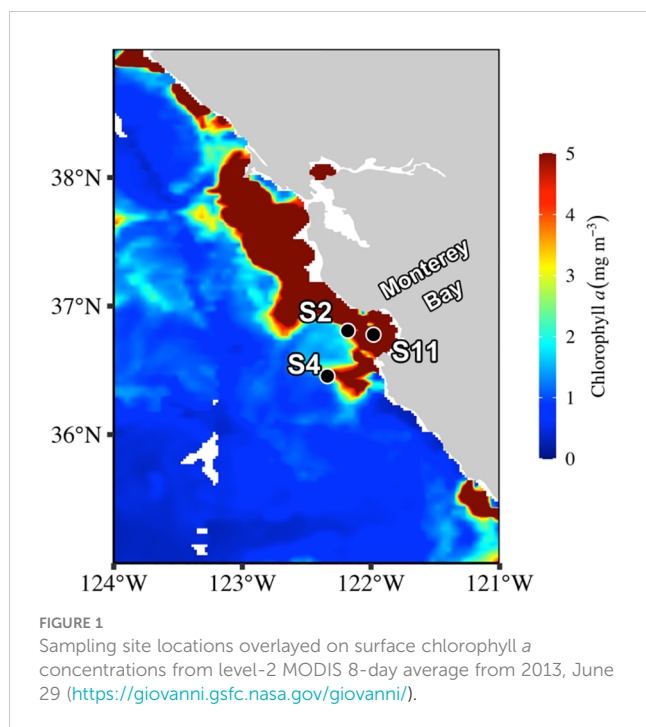 38°N
37°N
36°N
124°W 123°W 122°W 121°W
Monterey
Bay
S2
S11
S4
5
4
3
2
1
0
Chlorophyll a (mg m⁻³)
FIGURE 1
Sampling site locations overlayed on surface chlorophyll a
concentrations from level-2 MODIS 8-day average from 2013, June
29 (https://giovanni.gsfc.nasa.gov/giovanni/).